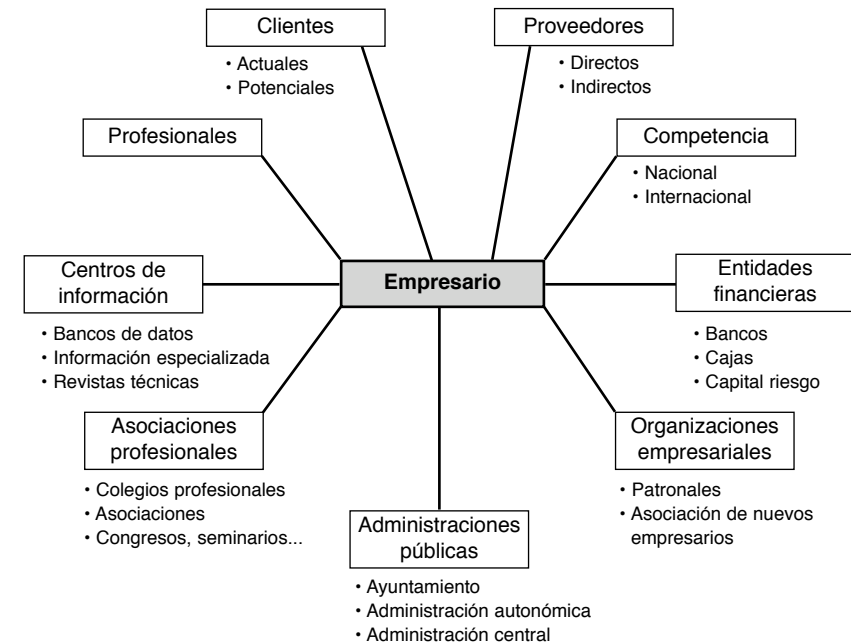 Clientes
• Actuales
• Potenciales
Proveedores
• Directos
• Indirectos
Profesionales
Competencia
• Nacional
• Internacional
Centros de
información
• Bancos de datos
• Información especializada
• Revistas técnicas
Empresario
Entidades
financieras
• Bancos
• Cajas
• Capital riesgo
Asociaciones
profesionales
• Colegios profesionales
• Asociaciones
• Congresos, seminarios...
Administraciones
públicas
• Ayuntamiento
• Administración autonómica
• Administración central
Organizaciones
empresariales
• Patronales
• Asociación de nuevos
empresarios